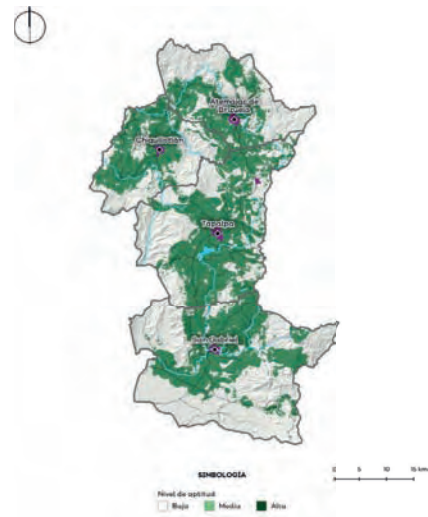 Atemajac de
Brizuela
Chiquilistlán
Tapalpa
San Gabriel
SIMBOLOGÍA
0 5 10 15 km
Nivel de aptitud
Baja Media Alta